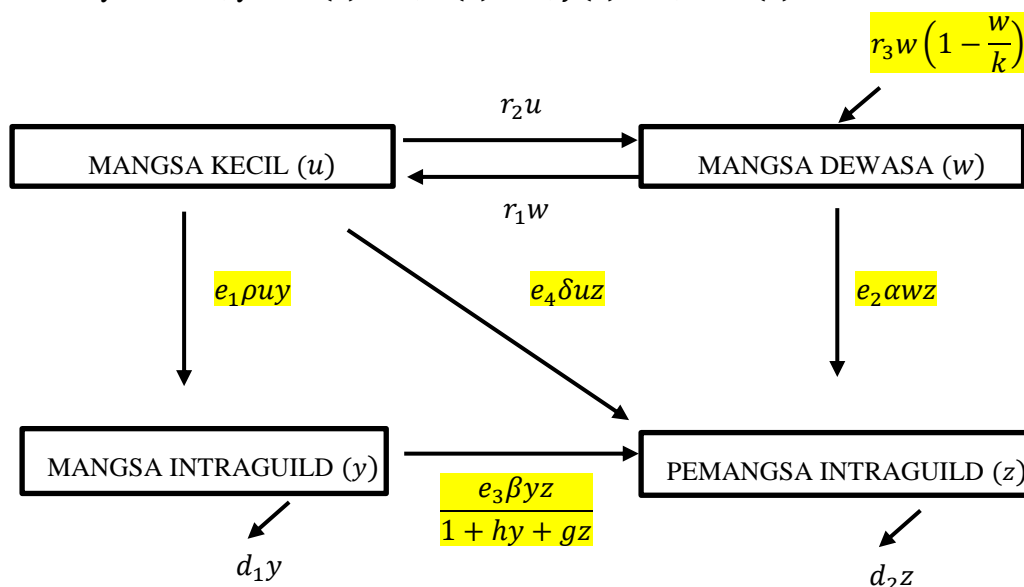 r₃w(1 − w/k)
r₂u
MANGSA KECIL (u)
MANGSA DEWASA (w)
r₁w
e₁ρuy
e₄δuz
e₂αwz
MANGSA INTRAGUILD (y)
PEMANGSA INTRAGUILD (z)
e₃βyz / 1 + hy + gz
d₁y
d₂z